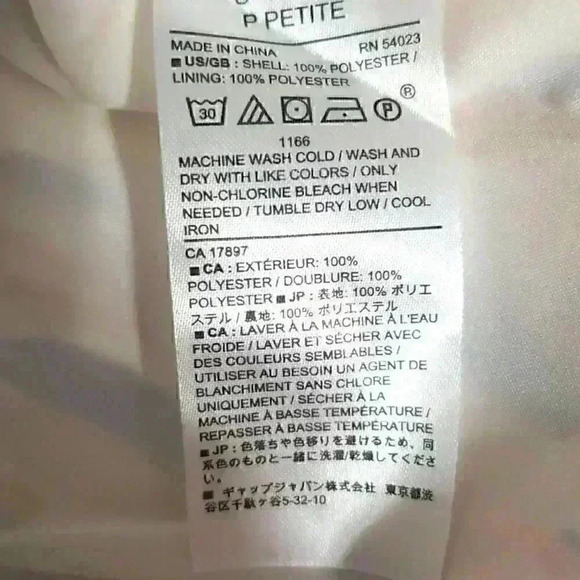 P PETITE
MADE IN CHINA RN 54023
■ US/GB : SHELL: 100% POLYESTER /
LINING: 100% POLYESTER
30 P ®
1166
MACHINE WASH COLD / WASH AND
DRY WITH LIKE COLORS / ONLY
NON-CHLORINE BLEACH WHEN
NEEDED / TUMBLE DRY LOW / COOL
IRON
CA 17897
■ CA : EXTÉRIEUR: 100%
POLYESTER / DOUBLURE: 100%
POLYESTER ■ JP : 表地: 100% ポリエ
ステル / 裏地: 100% ポリエステル
■ CA : LAVER À LA MACHINE À L'EAU
FROIDE / LAVER ET SÉCHER AVEC
DES COULEURS SEMBLABLES /
UTILISER AU BESOIN UN AGENT DE
BLANCHIMENT SANS CHLORE
UNIQUEMENT / SÉCHER À LA
MACHINE À BASSE TEMPÉRATURE /
REPASSER À BASSE TEMPÉRATURE
■ JP : 色落ちや色移りを避けるため、同
系色のものと一緒に洗濯/乾燥してくださ
い。
■ ギャップジャパン株式会社 東京都渋
谷区千駄ヶ谷5-32-10